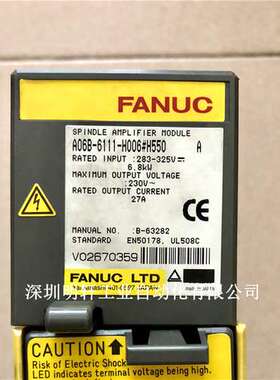 FANUC
SPINDLE AMPLIFIER MODULE
A06B-6111-H006#H550 A
RATED INPUT :283-325V
6.8kW
MAXIMUM OUTPUT VOLTAGE
:230V~
RATED OUTPUT CURRENT
27A
MANUAL NO. :B-63282
STANDARD EN50178, UL508C
V02670359
FANUC LTD
深圳明轩工业自动化有限公司
CAUTION
Risk of Electric Shock
LED indicates terminal voltage being high.